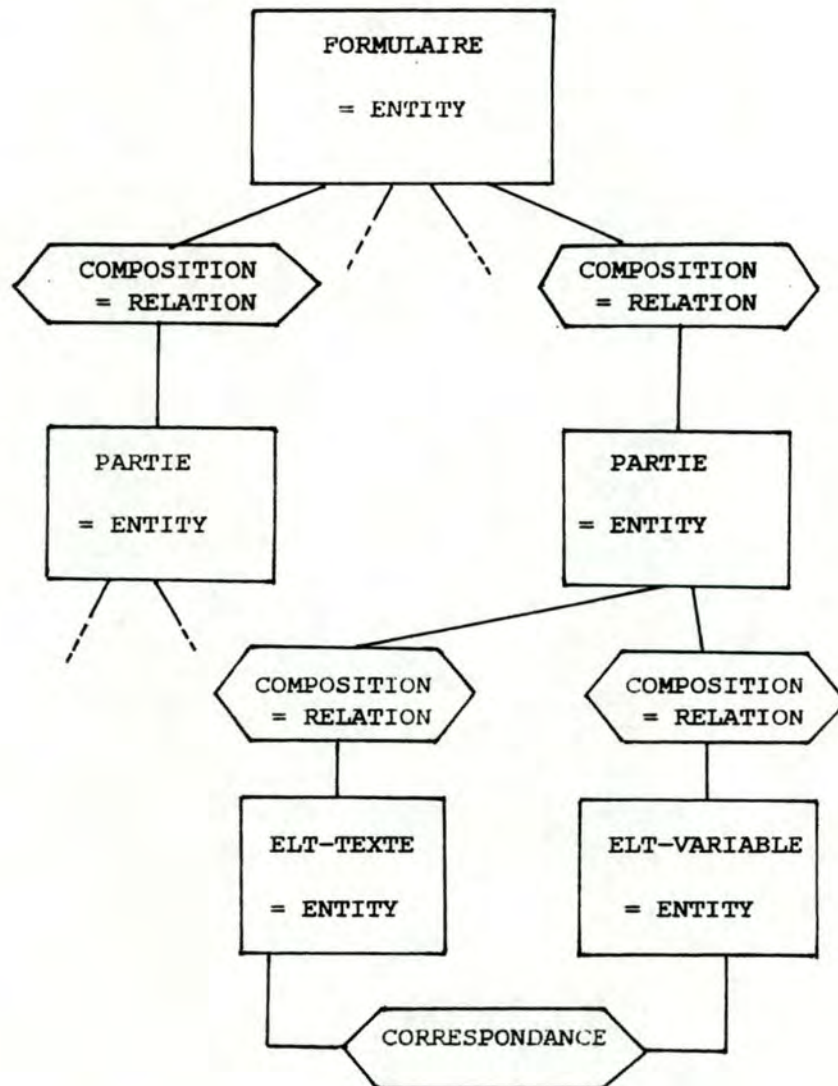 FORMULAIRE
= ENTITY
COMPOSITION
= RELATION
COMPOSITION
= RELATION
PARTIE
= ENTITY
PARTIE
= ENTITY
COMPOSITION
= RELATION
COMPOSITION
= RELATION
ELT-TEXTE
= ENTITY
ELT-VARIABLE
= ENTITY
CORRESPONDANCE